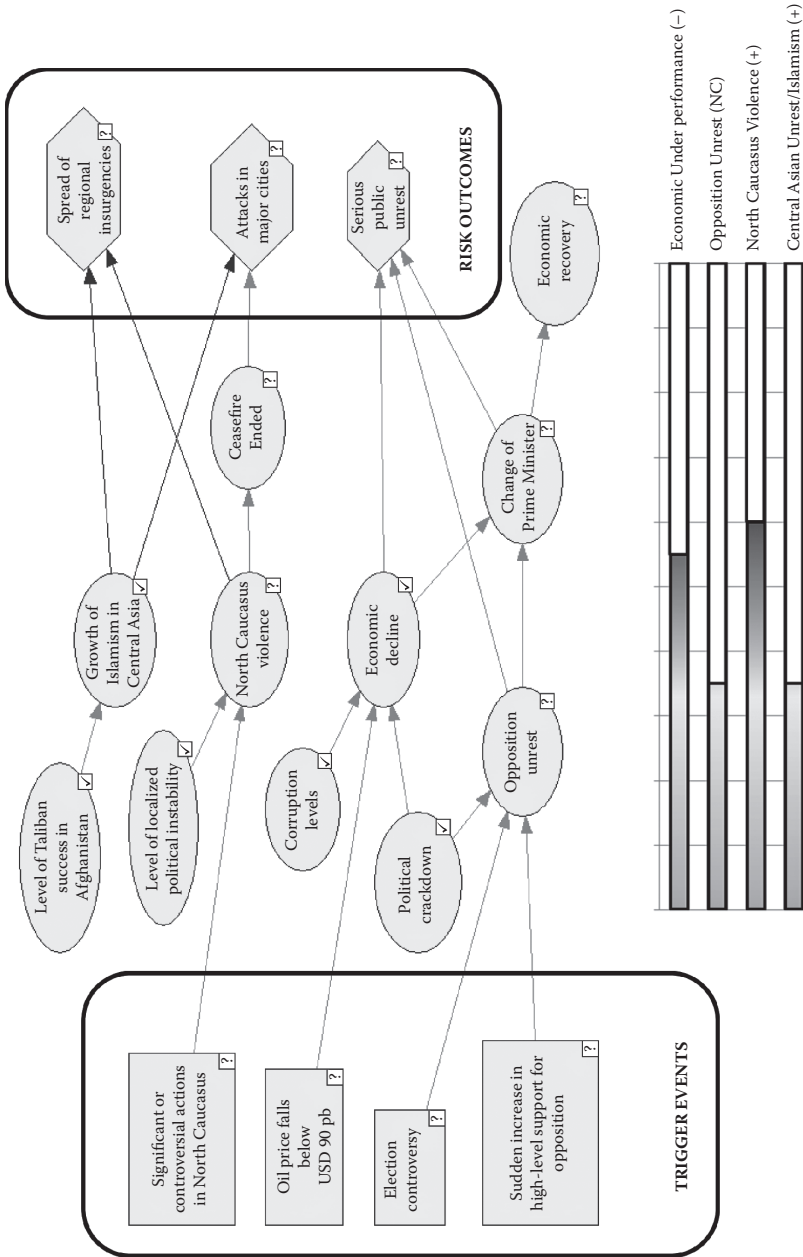 Significant or
controversial actions
in North Caucasus
?
Oil price falls
below
USD 90 pb
?
Election
controversy
?
Sudden increase in
high-level support for
opposition
?
TRIGGER EVENTS
Level of Taliban
success in
Afghanistan
✓
Level of localized
political instability
✓
Corruption
levels
✓
Political
crackdown
✓
Growth of
Islamism in
Central Asia
✓
North Caucasus
violence
?
Economic
decline
✓
Opposition
unrest
?
Ceasefire
Ended
?
Change of
Prime Minister
?
Spread of
regional
insurgencies
?
Attacks in
major cities
?
Serious
public
unrest
?
RISK OUTCOMES
Economic
recovery
?
Economic Under performance (–)
Opposition Unrest (NC)
North Caucasus Violence (+)
Central Asian Unrest/Islamism (+)